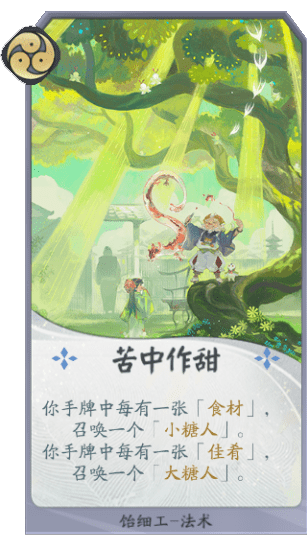 苦中作甜
你手牌中每有一张「食材」，
召唤一个「小糖人」。
你手牌中每有一张「佳肴」，
召唤一个「大糖人」。
饴细工-法术